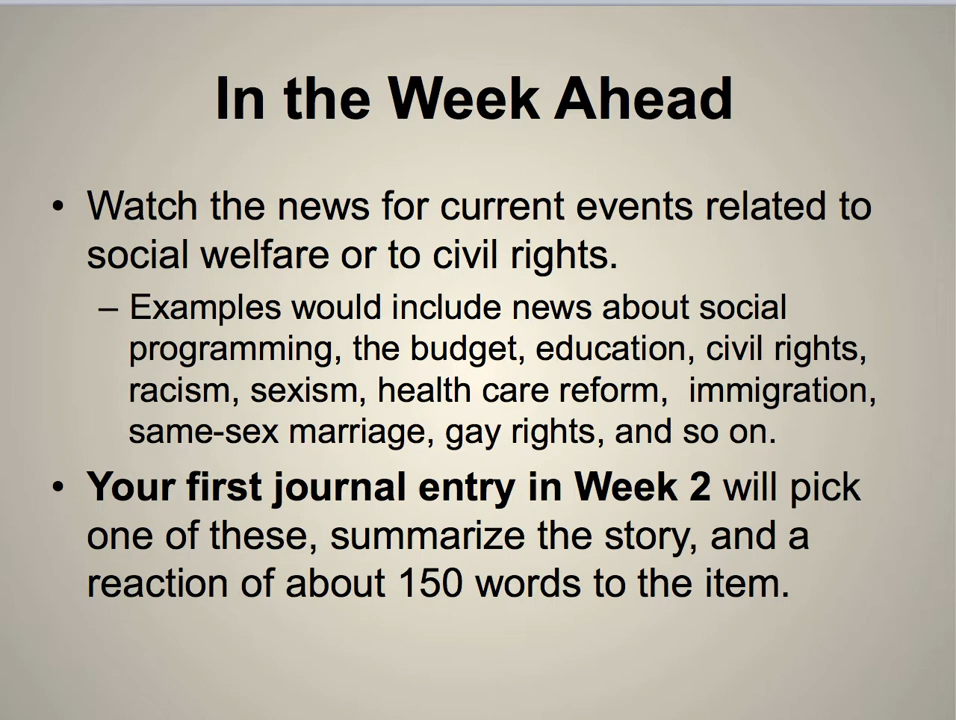 In the Week Ahead
• Watch the news for current events related to
social welfare or to civil rights.
– Examples would include news about social
programming, the budget, education, civil rights,
racism, sexism, health care reform,  immigration,
same-sex marriage, gay rights, and so on.
• Your first journal entry in Week 2 will pick
one of these, summarize the story, and a
reaction of about 150 words to the item.